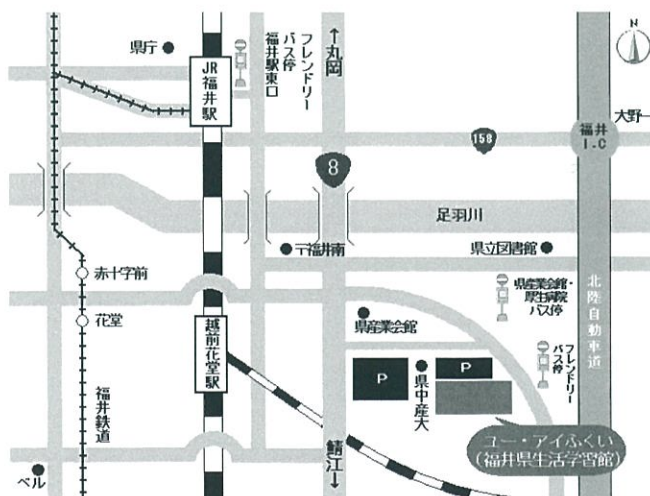 県庁
JR福井駅
フレンドリーバス停
福井駅東口
↑丸岡
N
大野→
福井
I.C
158
8
足羽川
〒福井南
県立図書館
赤十字前
花堂
越前花堂駅
県産業会館
県産業会館・
厚生病院
バス停
フレンドリー
バス停
北陸自動車道
P
県中産大
P
福井鉄道
鯖江↓
ユー・アイふくい
(福井県生活学習館)
ベル